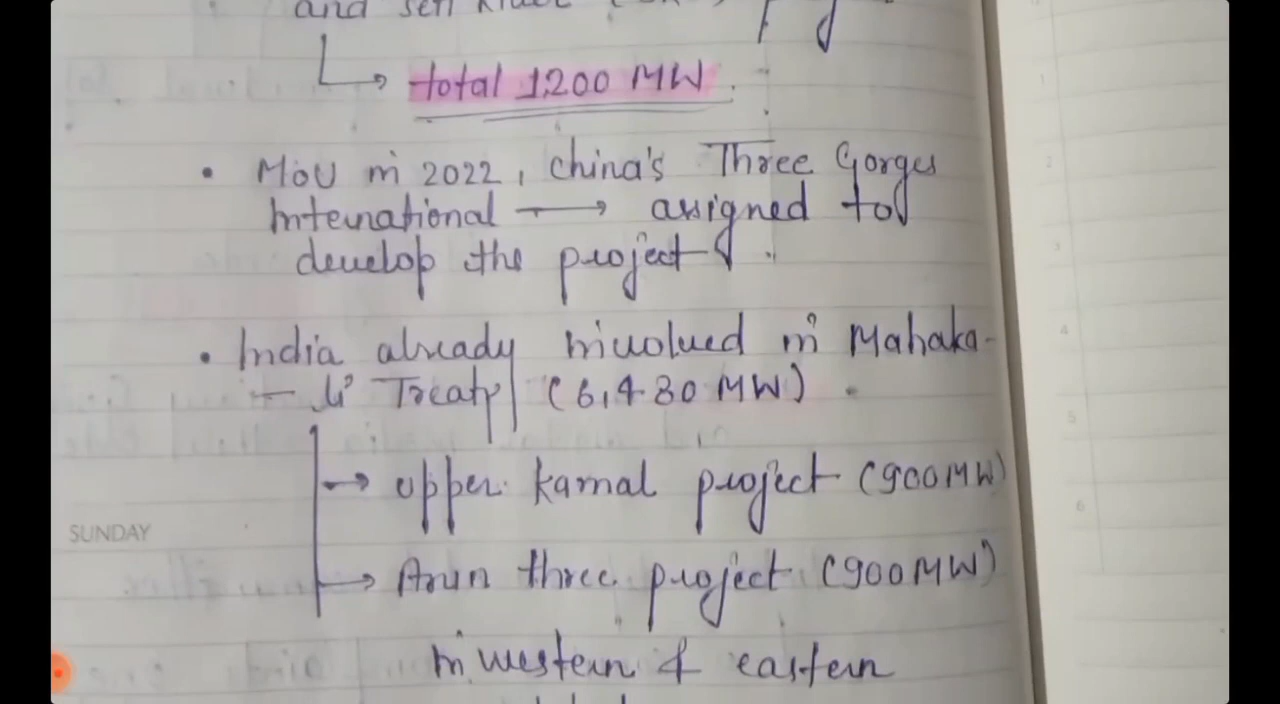 and
total 1,200 MW.
• MoU in 2022, China's Three Gorges
International → assigned to
develop the project.
• India already involved in Mahaka-
- li Treaty (6,480 MW).
→ Upper karnal project (900MW)
→ Arun three project (900MW)
in western & eastern
SUNDAY